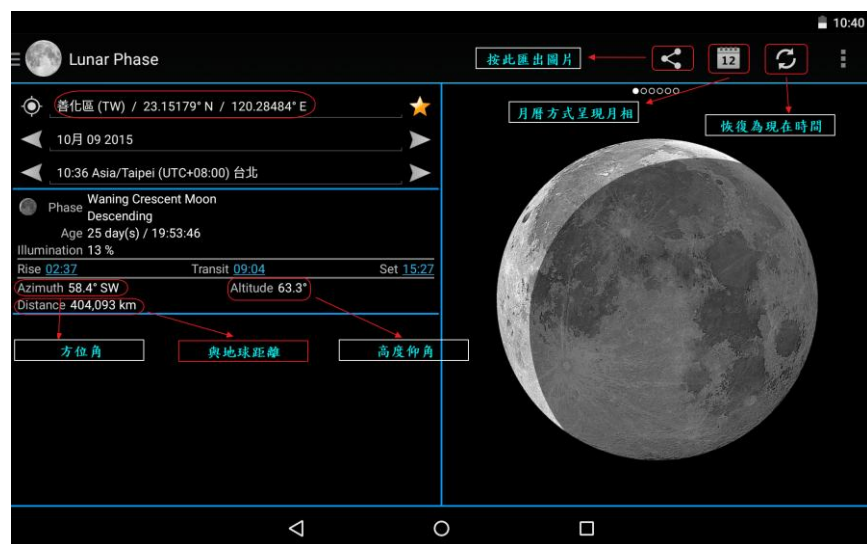 10:40
Lunar Phase
按此匯出圖片
12
善化區 (TW) / 23.15179° N / 120.28484° E
月曆方式呈現月相
恢復為現在時間
10月 09 2015
10:36 Asia/Taipei (UTC+08:00) 台北
Phase Waning Crescent Moon
Descending
Age 25 day(s) / 19:53:46
Illumination 13 %
Rise 02:37 Transit 09:04 Set 15:27
Azimuth 58.4° SW Altitude 63.3°
Distance 404,093 km
方位角 與地球距離 高度仰角